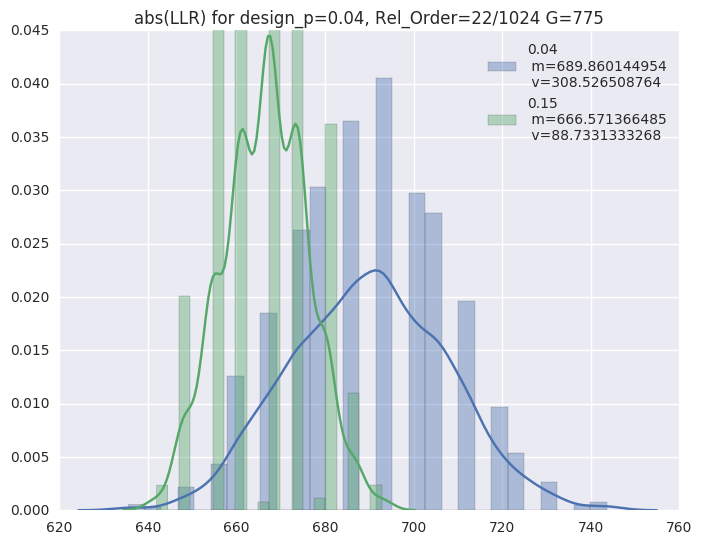 abs(LLR) for design_p=0.04, Rel_Order=22/1024 G=775
0.045
0.040
0.035
0.030
0.025
0.020
0.015
0.010
0.005
0.000
620 640 660 680 700 720 740 760
0.04
m=689.860144954
v=308.526508764
0.15
m=666.571366485
v=88.7331333268